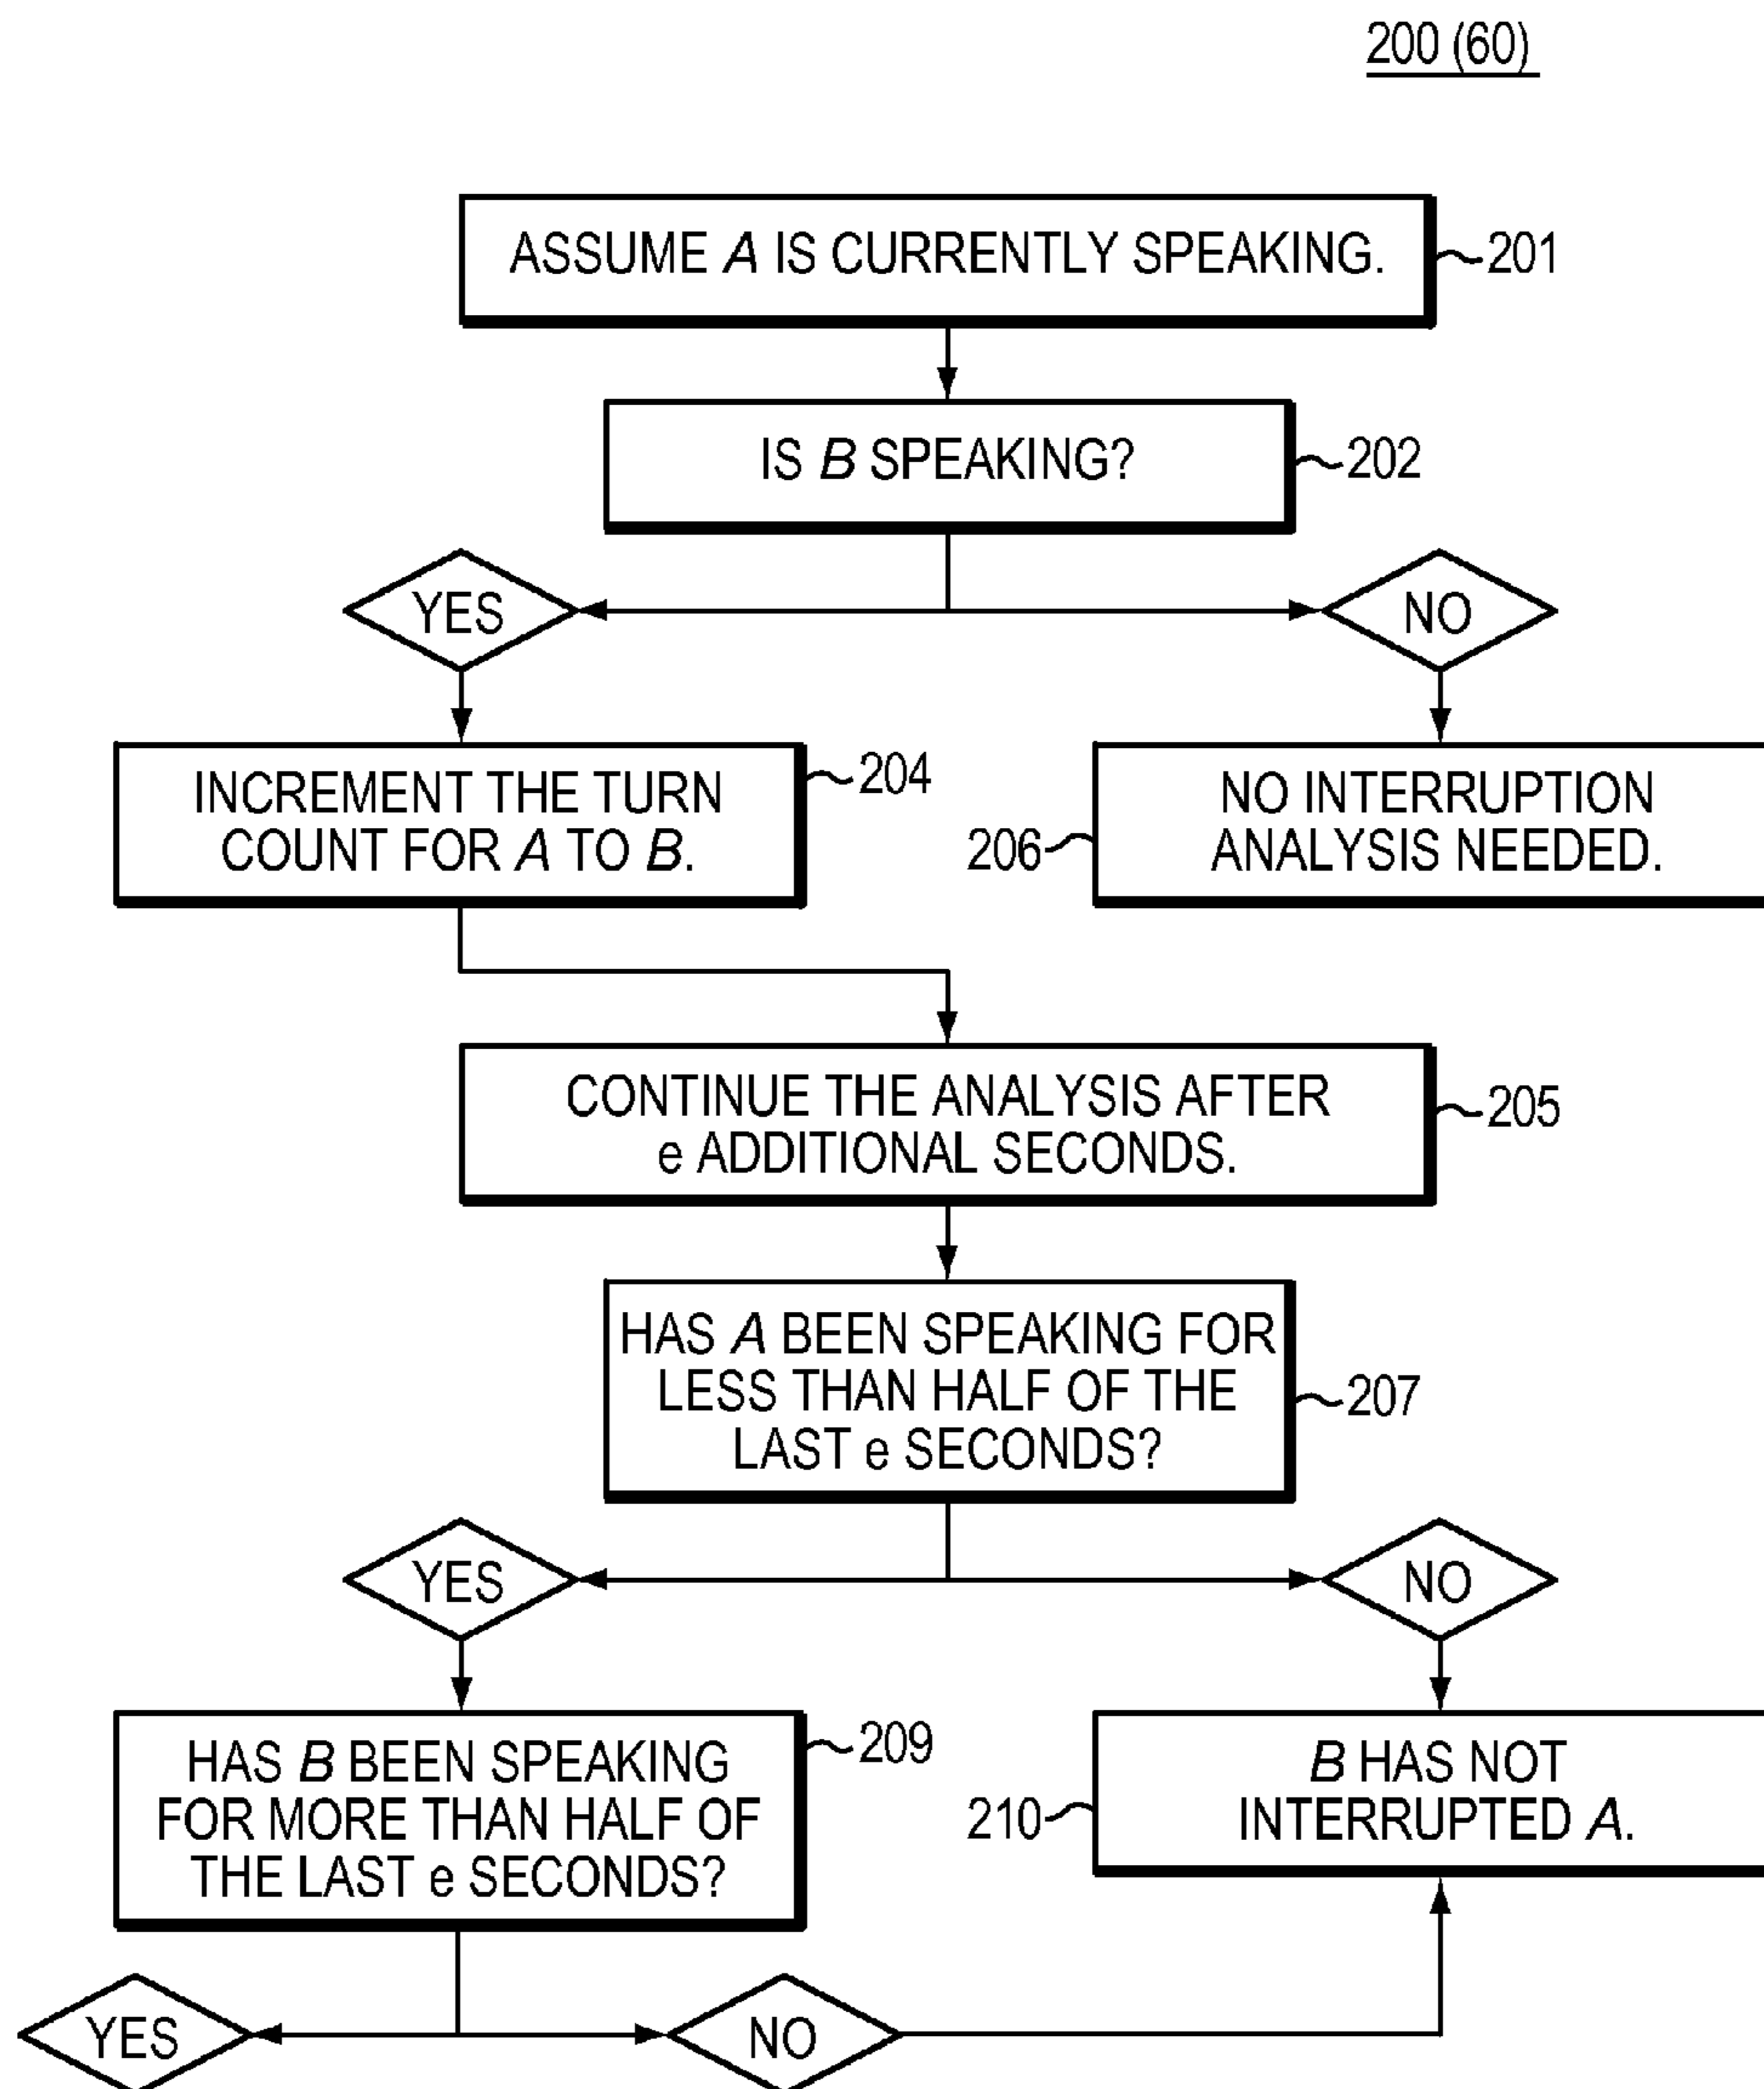 200 (60)
ASSUME A IS CURRENTLY SPEAKING.
201
IS B SPEAKING?
202
YES
NO
INCREMENT THE TURN
COUNT FOR A TO B.
204
206
NO INTERRUPTION
ANALYSIS NEEDED.
CONTINUE THE ANALYSIS AFTER
e ADDITIONAL SECONDS.
205
HAS A BEEN SPEAKING FOR
LESS THAN HALF OF THE
LAST e SECONDS?
207
YES
NO
HAS B BEEN SPEAKING
FOR MORE THAN HALF OF
THE LAST e SECONDS?
209
210
B HAS NOT
INTERRUPTED A.
YES
NO